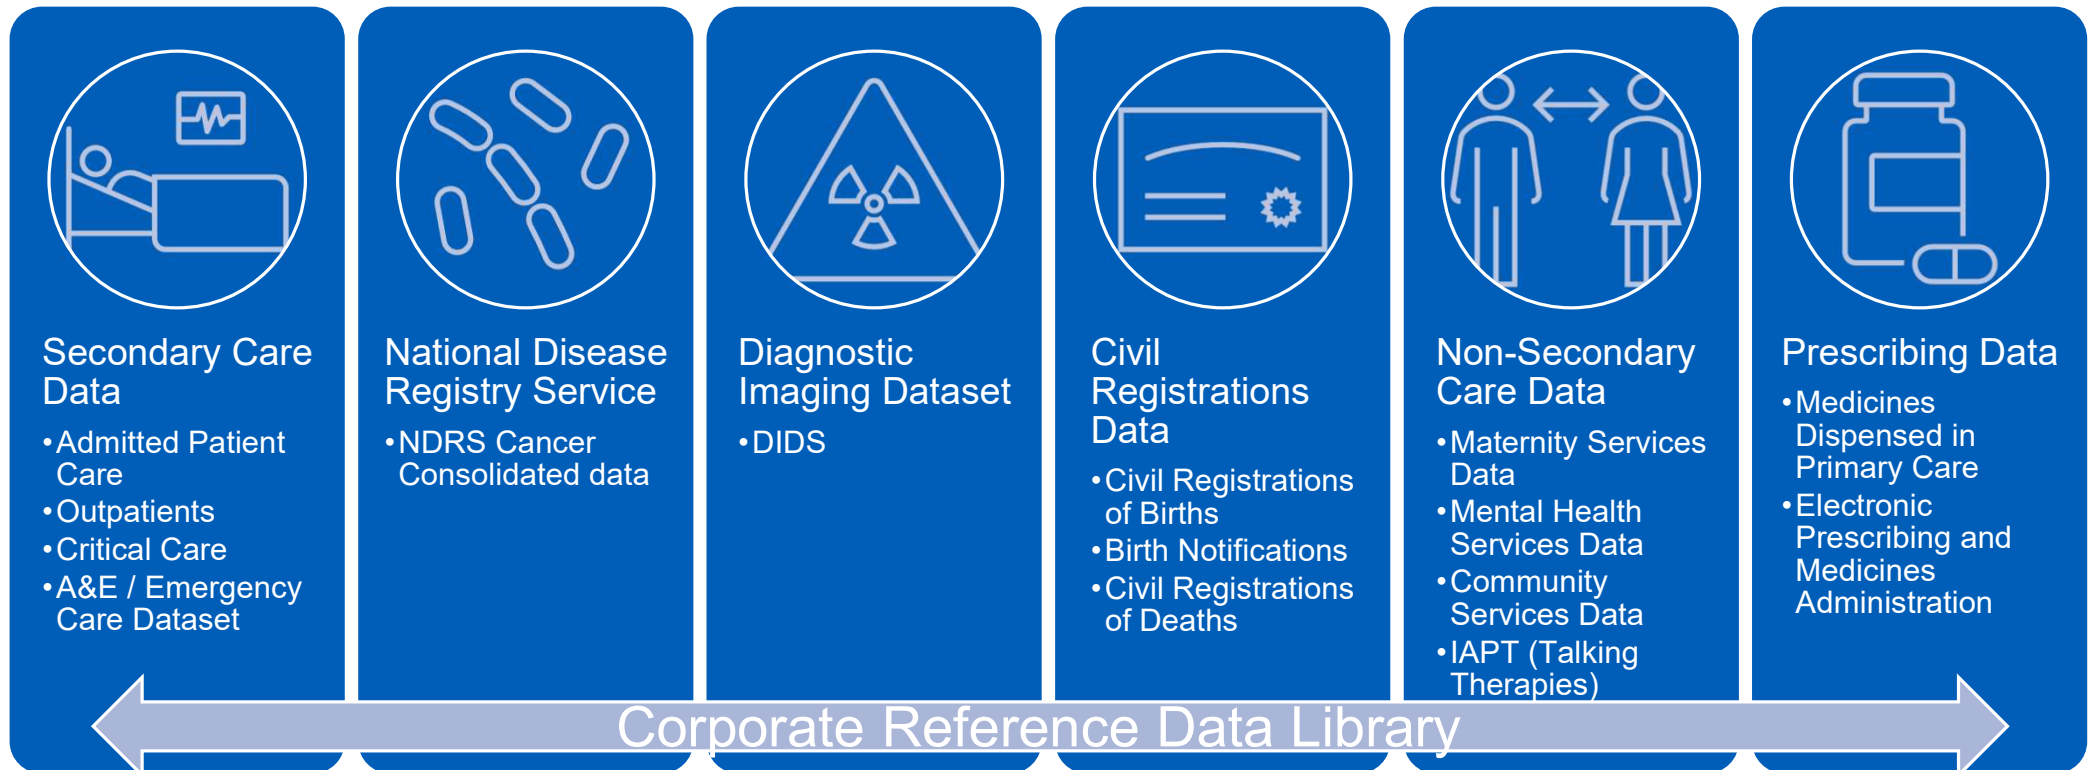 Secondary Care
Data
•Admitted Patient
Care
•Outpatients
•Critical Care
•A&E / Emergency
Care Dataset
National Disease
Registry Service
•NDRS Cancer
Consolidated data
Diagnostic
Imaging Dataset
•DIDS
Civil
Registrations
Data
•Civil Registrations
of Births
•Birth Notifications
•Civil Registrations
of Deaths
Non-Secondary
Care Data
•Maternity Services
Data
•Mental Health
Services Data
•Community
Services Data
•IAPT (Talking
Therapies)
Prescribing Data
•Medicines
Dispensed in
Primary Care
•Electronic
Prescribing and
Medicines
Administration
Corporate Reference Data Library